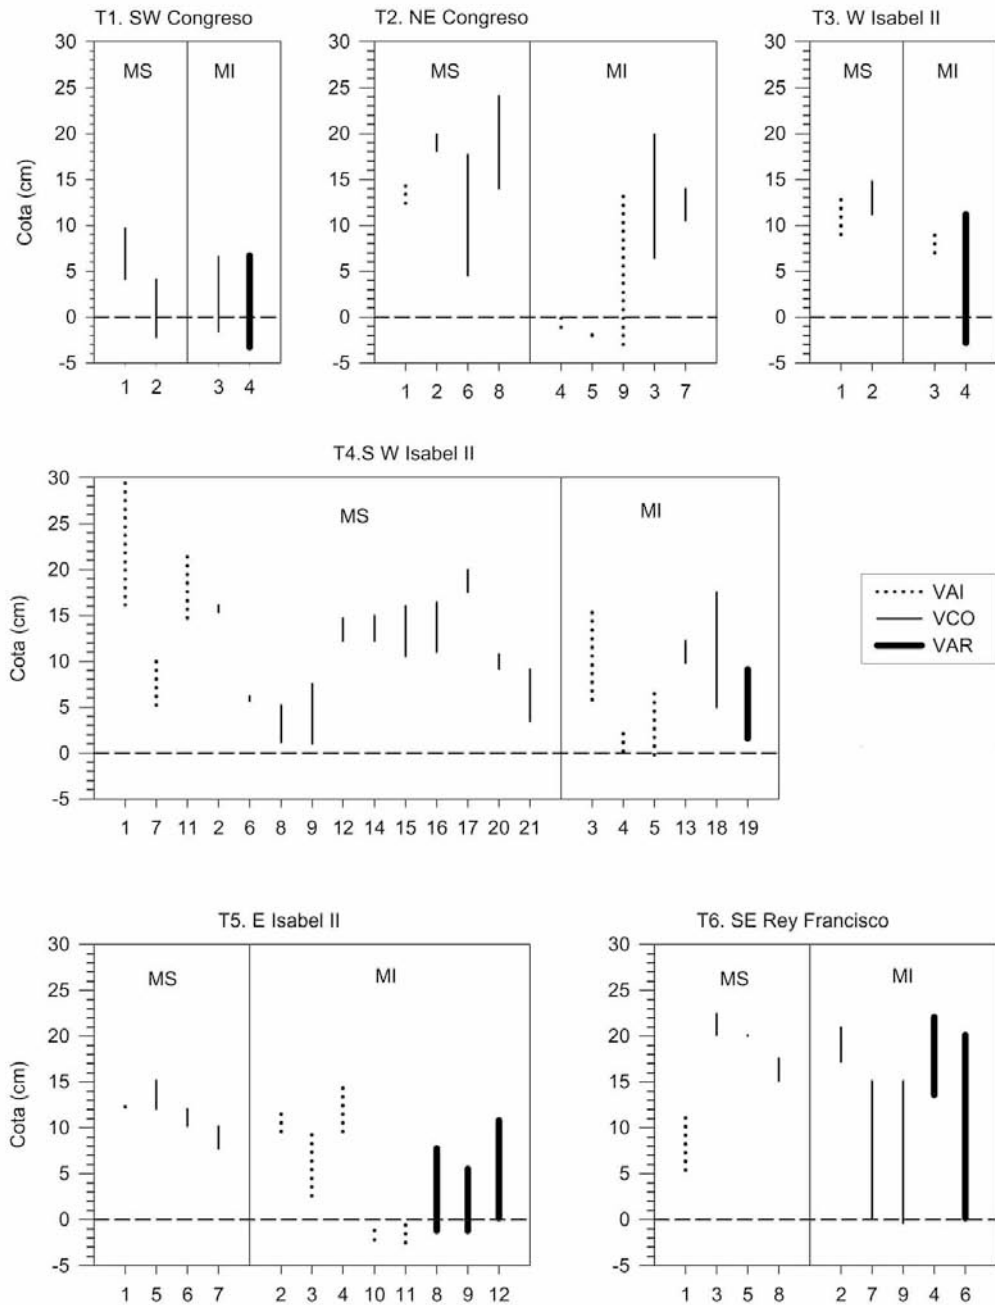 T1. SW Congreso
T2. NE Congreso
T3. W Isabel II
30
25
20
15
10
5
0
-5
Cota (cm)
MS
MI
1 2 3 4
30
25
20
15
10
5
0
-5
MS
MI
1 2 6 8 4 5 9 3 7
30
25
20
15
10
5
0
-5
MS
MI
1 2 3 4
T4.S W Isabel II
30
25
20
15
10
5
0
-5
Cota (cm)
MS
MI
1 7 11 2 6 8 9 12 14 15 16 17 20 21 3 4 5 13 18 19
VAI
VCO
VAR
T5. E Isabel II
T6. SE Rey Francisco
30
25
20
15
10
5
0
-5
Cota (cm)
MS
MI
1 5 6 7 2 3 4 10 11 8 9 12
30
25
20
15
10
5
0
-5
MS
MI
1 3 5 8 2 7 9 4 6